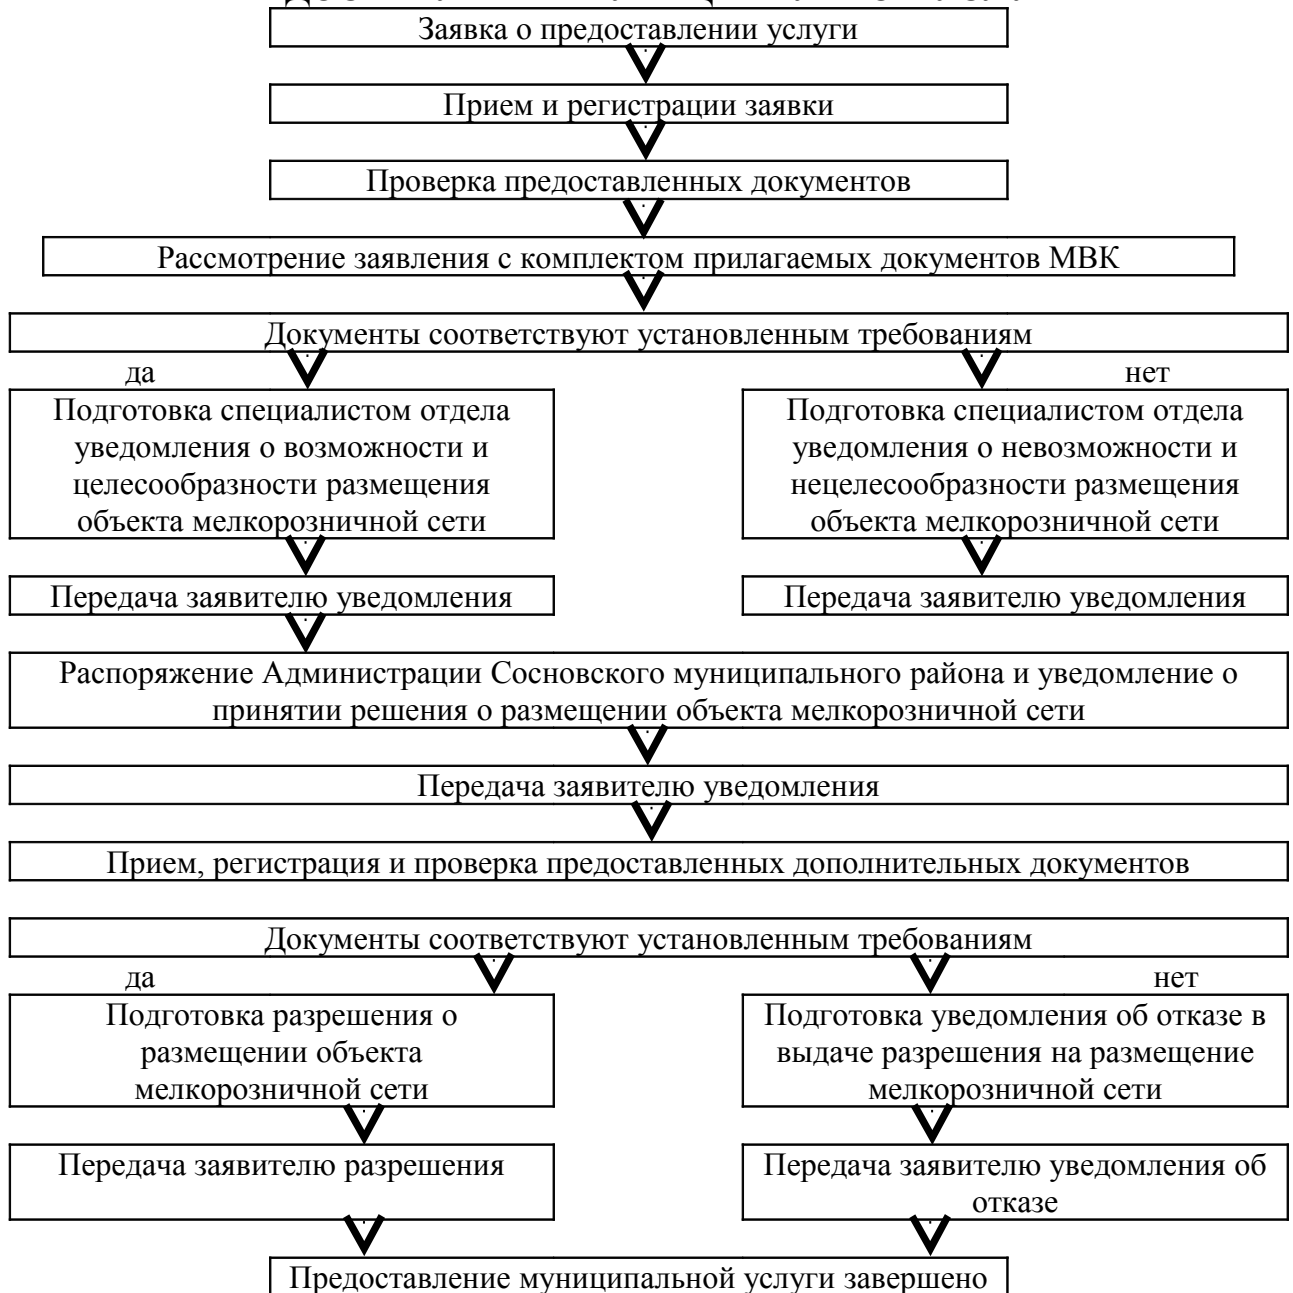 Заявка о предоставлении услуги
Прием и регистрации заявки
Проверка предоставленных документов
Рассмотрение заявления с комплектом прилагаемых документов МВК
Документы соответствуют установленным требованиям
да
нет
Подготовка специалистом отдела
уведомления о возможности и
целесообразности размещения
объекта мелкорозничной сети
Подготовка специалистом отдела
уведомления о невозможности и
нецелесообразности размещения
объекта мелкорозничной сети
Передача заявителю уведомления
Передача заявителю уведомления
Распоряжение Администрации Сосновского муниципального района и уведомление о
принятии решения о размещении объекта мелкорозничной сети
Передача заявителю уведомления
Прием, регистрация и проверка предоставленных дополнительных документов
Документы соответствуют установленным требованиям
да
нет
Подготовка разрешения о
размещении объекта
мелкорозничной сети
Подготовка уведомления об отказе в
выдаче разрешения на размещение
мелкорозничной сети
Передача заявителю разрешения
Передача заявителю уведомления об
отказе
Предоставление муниципальной услуги завершено